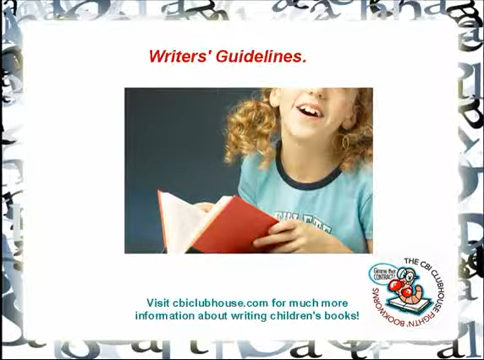 Writers' Guidelines.
Visit cbiclubhouse.com for much more
information about writing children's books!
THE CBI CLUBHOUSE FIGHTIN' BOOKWORMS